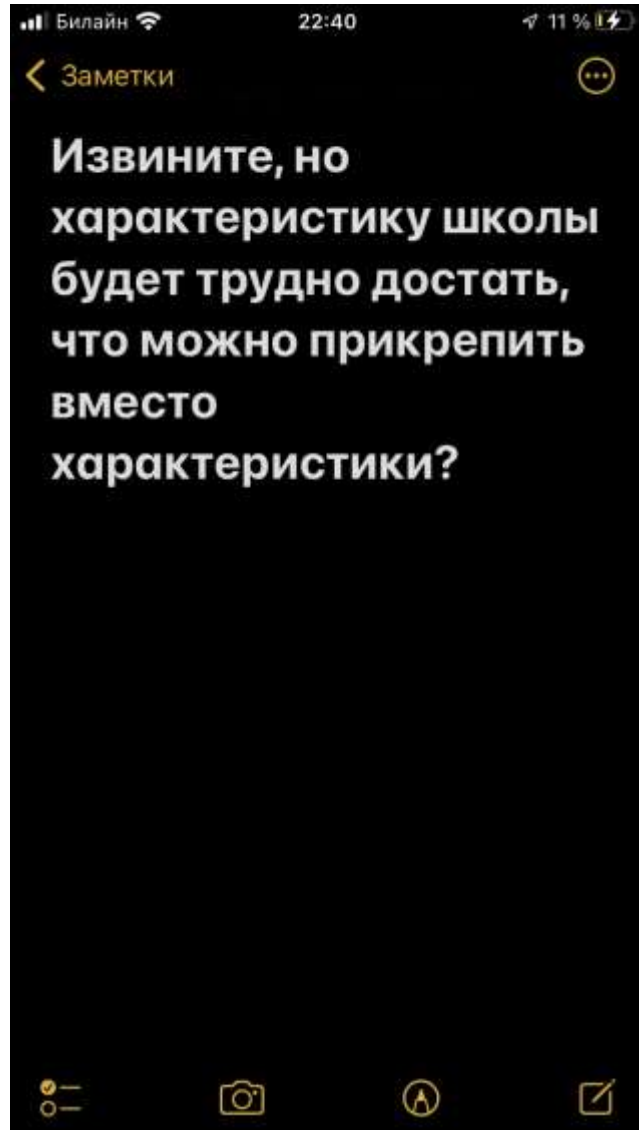 Билайн 22:40 11 %
Заметки
Извините, но
характеристику школы
будет трудно достать,
что можно прикрепить
вместо
характеристики?